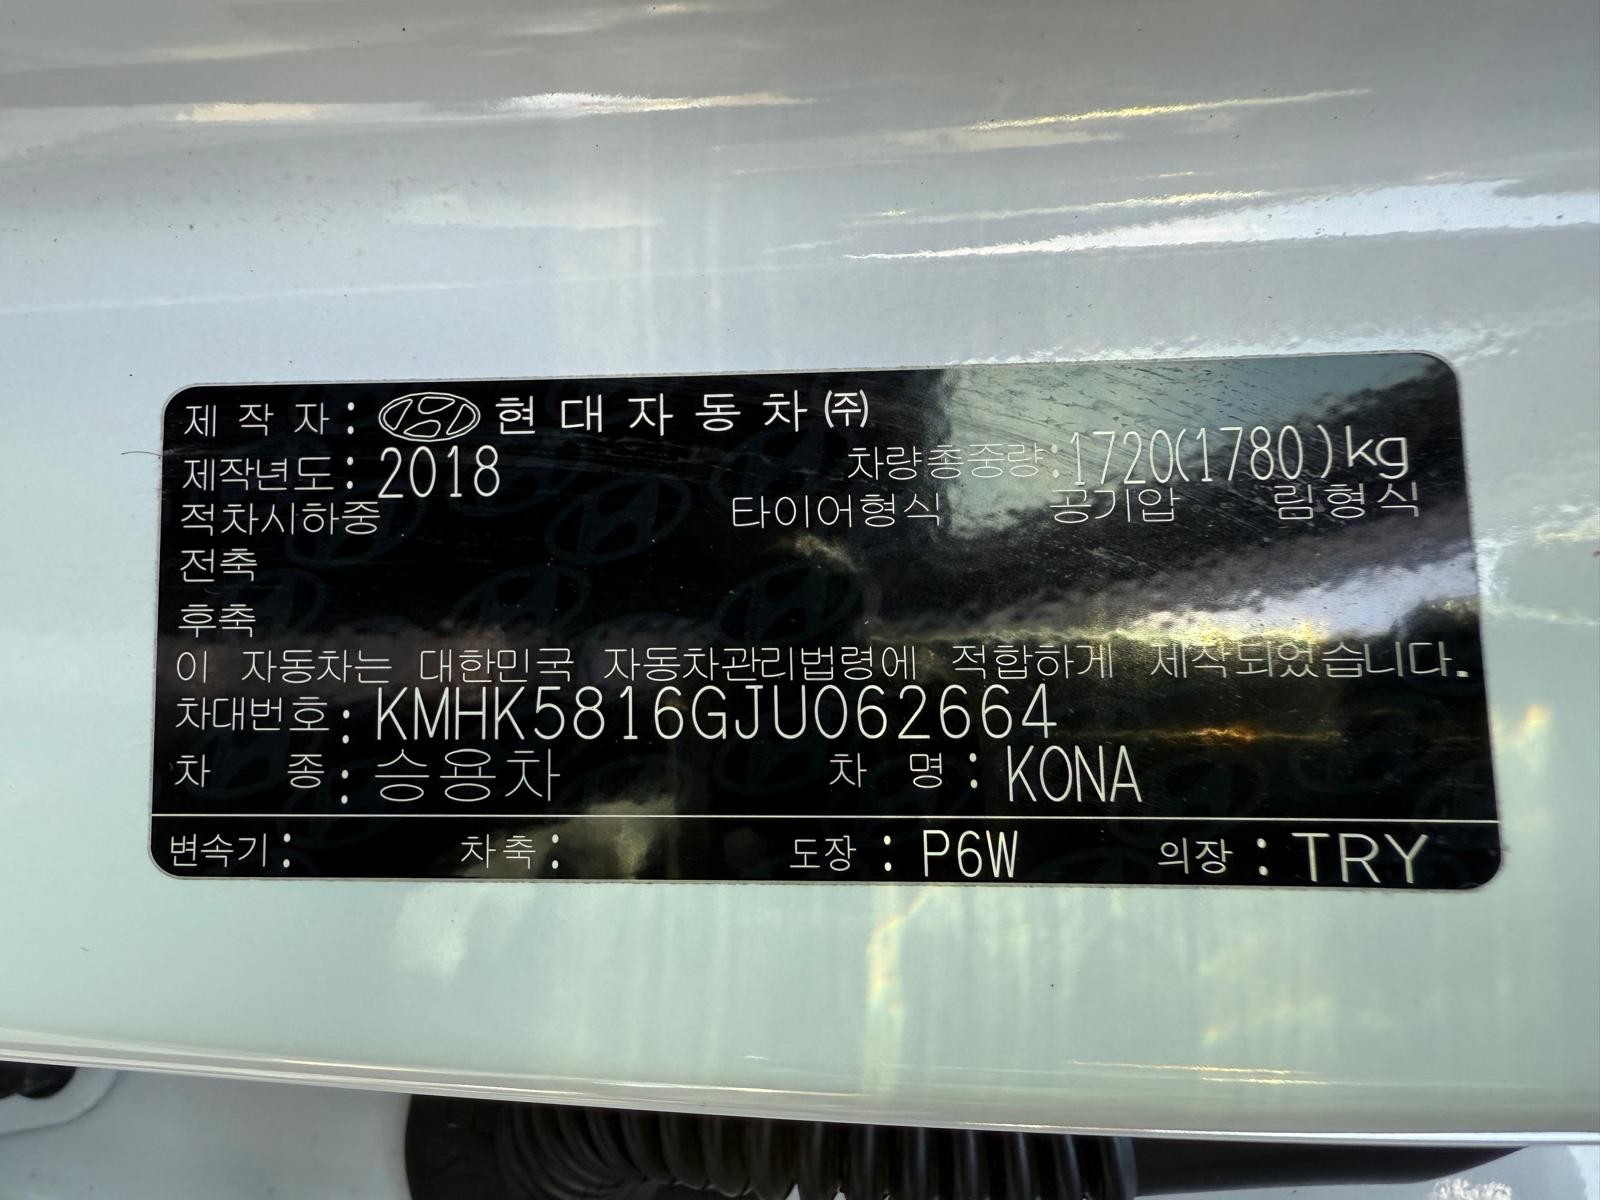 제 작 자 : HYUNDAI 현 대 자 동 차 ㈜
제작년도 : 2018 차량총중량:1720(1780)kg
적차시하중 타이어형식 공기압 림형식
전축
후축
이 자동차는 대한민국 자동차관리법령에 적합하게 제작되었습니다.
차대번호 : KMHK5816GJU062664
차 종 : 승용차 차 명 : KONA
변속기 : 차축 : 도장 : P6W 의장 : TRY